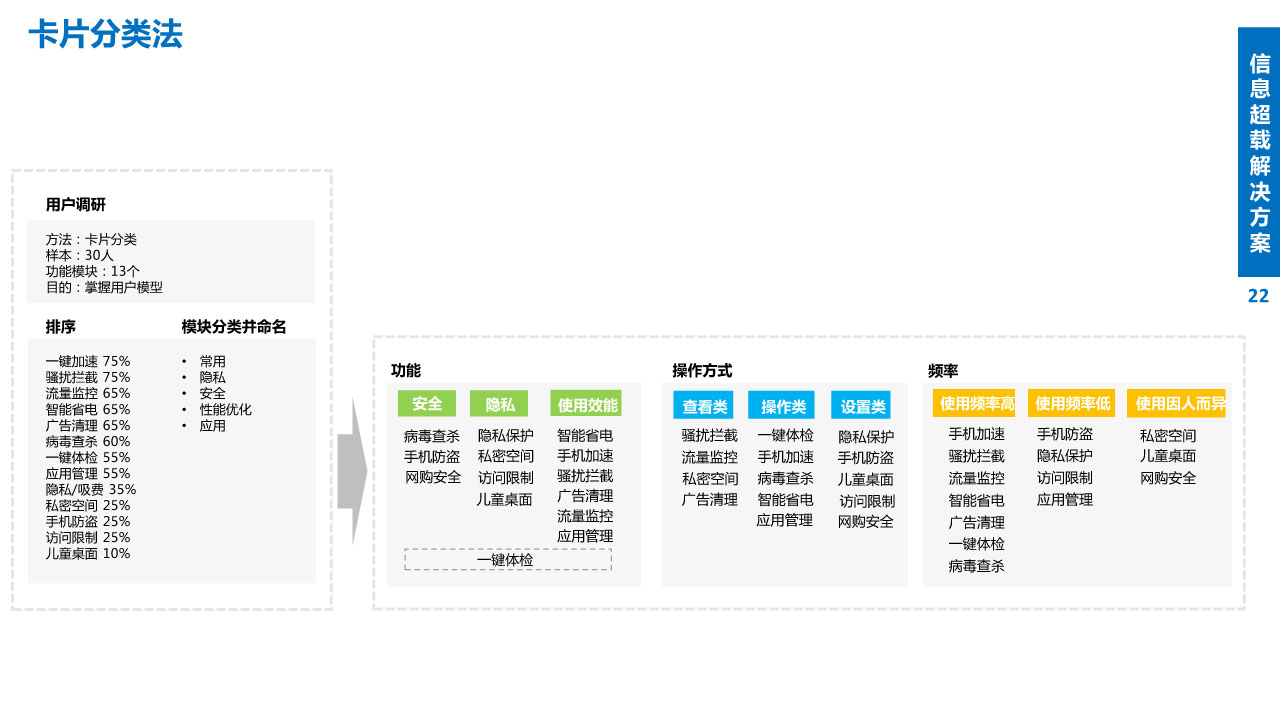 卡片分类法
信息超载解决方案
22
用户调研
方法：卡片分类
样本：30人
功能模块：13个
目的：掌握用户模型
排序
一键加速 75%
骚扰拦截 75%
流量监控 65%
智能省电 65%
广告清理 65%
病毒查杀 60%
一键体检 55%
应用管理 55%
隐私/吸费 35%
私密空间 25%
手机防盗 25%
访问限制 25%
儿童桌面 10%
模块分类并命名
• 常用
• 隐私
• 安全
• 性能优化
• 应用
功能
安全
病毒查杀
手机防盗
网购安全
隐私
隐私保护
私密空间
访问限制
儿童桌面
使用效能
智能省电
手机加速
骚扰拦截
广告清理
流量监控
应用管理
一键体检
操作方式
查看类
骚扰拦截
流量监控
私密空间
广告清理
操作类
一键体检
手机加速
病毒查杀
智能省电
应用管理
设置类
隐私保护
手机防盗
儿童桌面
访问限制
网购安全
频率
使用频率高
手机加速
骚扰拦截
流量监控
智能省电
广告清理
一键体检
病毒查杀
使用频率低
手机防盗
隐私保护
访问限制
应用管理
使用因人而异
私密空间
儿童桌面
网购安全